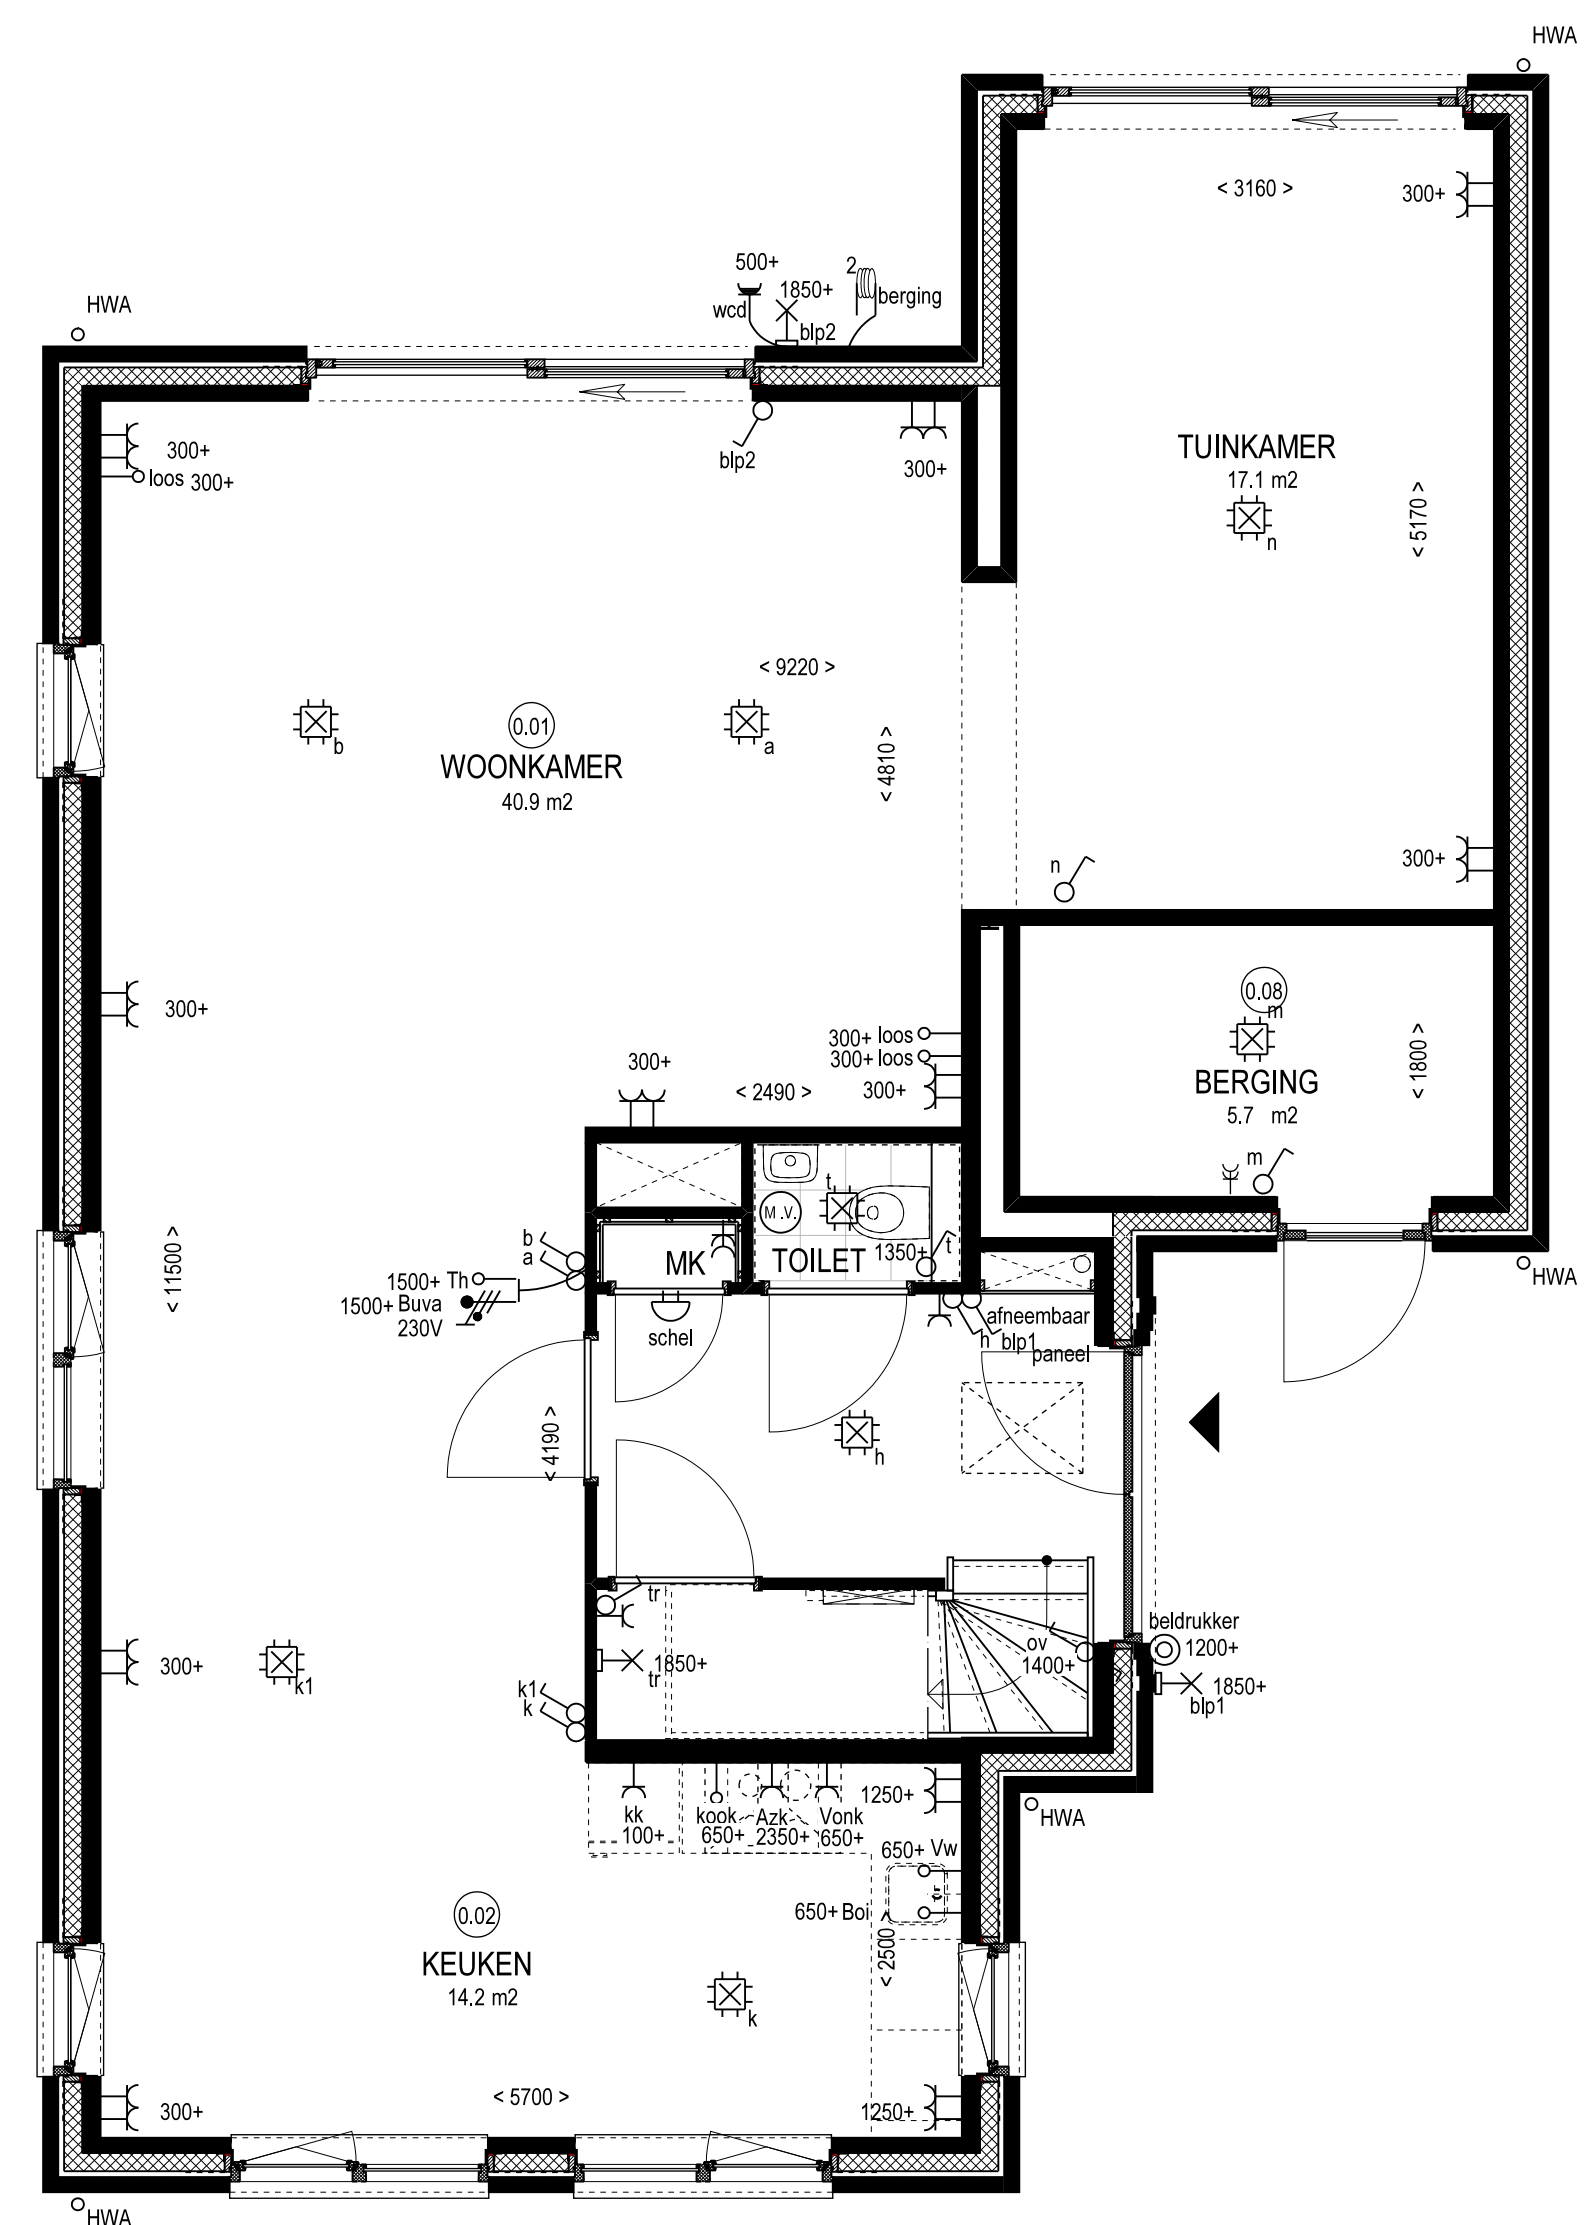 HWA
< 3160 >
300+
500+
2
1850+
wcd
berging
blp2
HWA
300+
loos 300+
blp2
300+
TUINKAMER
17.1 m2
n
< 5170 >
< 9220 >
b
0.01
a
WOONKAMER
40.9 m2
< 4810 >
n
300+
300+
0.08
m
BERGING
5.7 m2
< 1800 >
300+ loos
300+ loos
300+
300+
< 2490 >
m
t
M.V.
b
a
MK
TOILET
1350+
t
HWA
1500+ Th
1500+ Buva
230V
< 11500 >
schel
afneembaar
h
blp1
paneel
< 4190 >
h
tr
beldrukker
1200+
ov
1400+
1850+
tr
300+
k1
k1
k
1850+
blp1
1250+
kk
100+
kook
650+
Azk
2350+
Vonk
650+
HWA
650+ Vw
cr
650+ Boi
0.02
KEUKEN
14.2 m2
< 2500 >
k
300+
< 5700 >
1250+
HWA